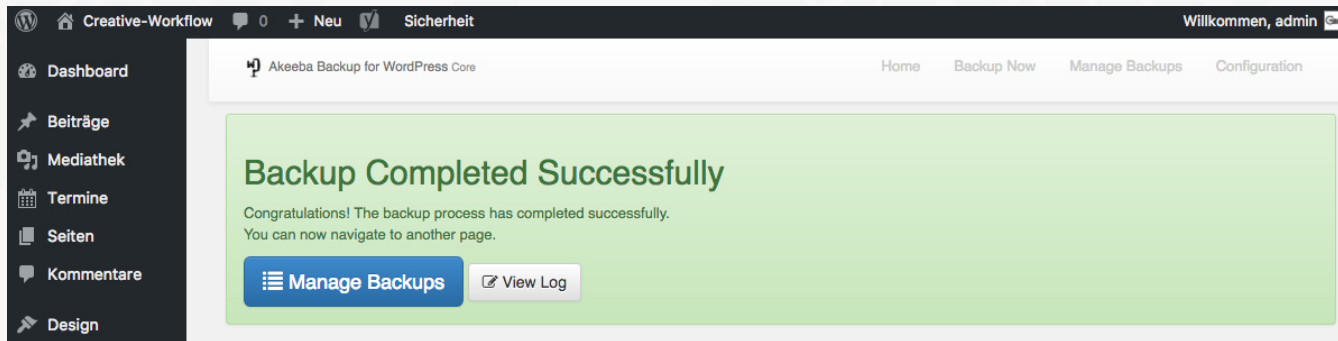 Creative-Workflow 0 Neu Sicherheit Willkommen, admin
Dashboard
Beiträge
Mediathek
Termine
Seiten
Kommentare
Design
Akeeba Backup for WordPress Core Home Backup Now Manage Backups Configuration
Backup Completed Successfully
Congratulations! The backup process has completed successfully.
You can now navigate to another page.
Manage Backups View Log